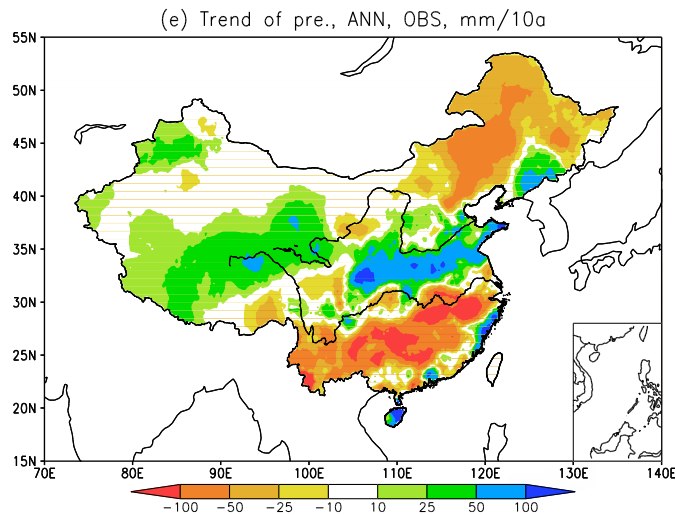 (e) Trend of pre., ANN, OBS, mm/10a
55N
50N
45N
40N
35N
30N
25N
20N
15N
70E 80E 90E 100E 110E 120E 130E 140E
−100 −50 −25 −10 10 25 50 100